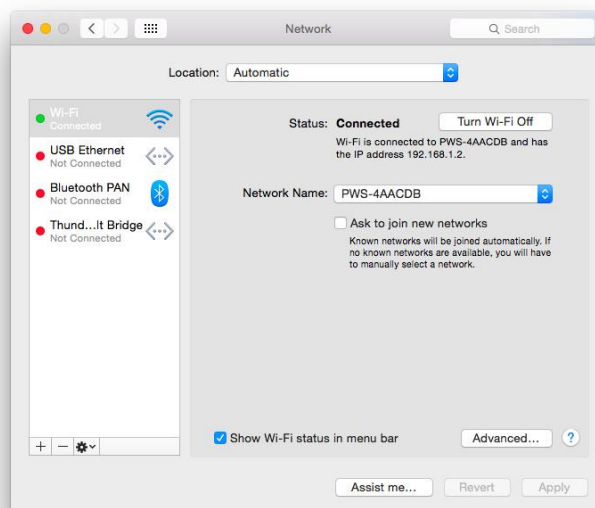 Network
Search
Location: Automatic
Wi-Fi
Connected
USB Ethernet
Not Connected
Bluetooth PAN
Not Connected
Thund...lt Bridge
Not Connected
Status: Connected
Turn Wi-Fi Off
Wi-Fi is connected to PWS-4AACDB and has
the IP address 192.168.1.2.
Network Name: PWS-4AACDB
Ask to join new networks
Known networks will be joined automatically. If
no known networks are available, you will have
to manually select a network.
Show Wi-Fi status in menu bar
Advanced...
?
Assist me...
Revert
Apply